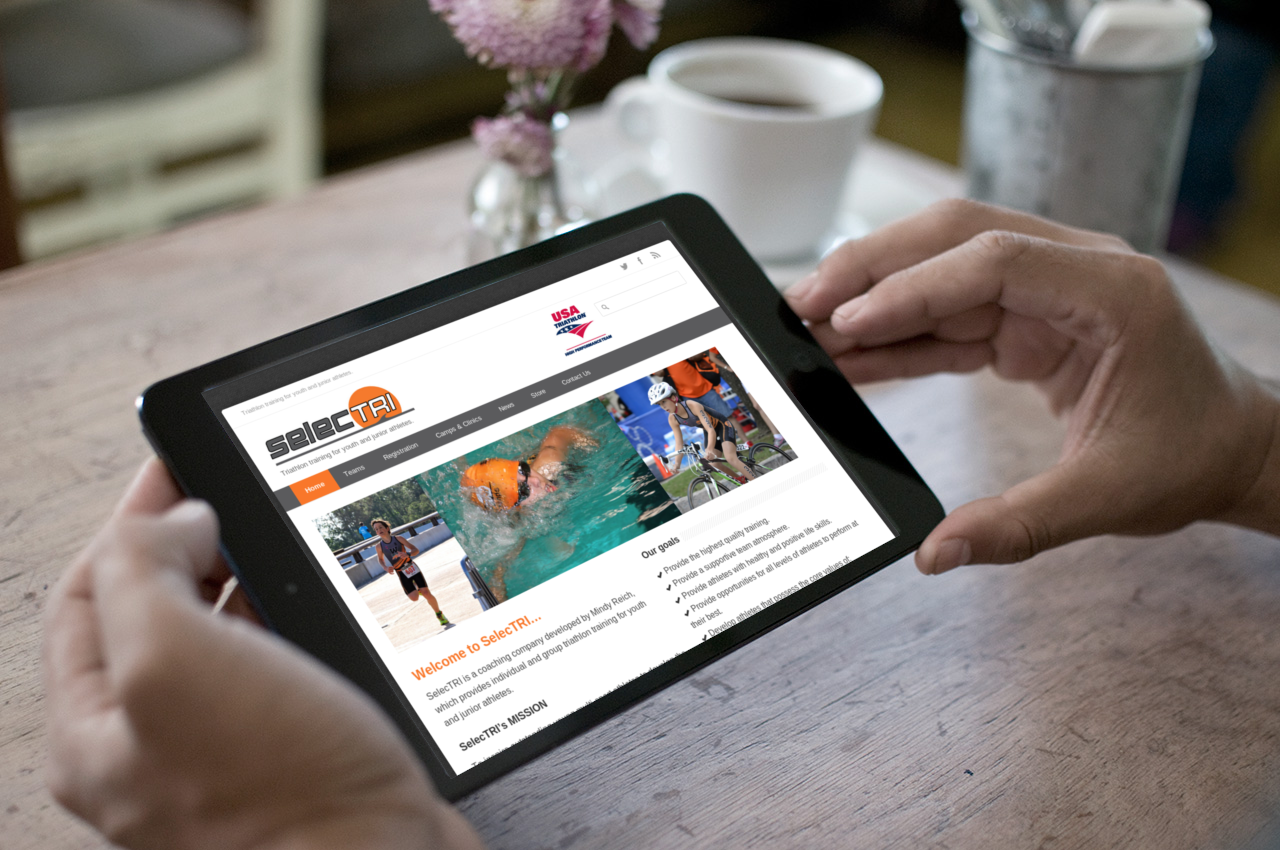 Triathlon training for youth and junior athletes.
selecTRI
Triathlon training for youth and junior athletes.
USA
TRIATHLON
HIGH PERFORMANCE TEAM
Home Teams Registration Camps & Clinics News Store Contact Us
Welcome to SelecTRI...
SelecTRI is a coaching company developed by Mindy Reich,
which provides individual and group triathlon training for youth
and junior athletes.
SelecTRI's MISSION
Our goals
Provide the highest quality training.
Provide a supportive team atmosphere.
Provide athletes with healthy and positive life skills.
Provide opportunities for all levels of athletes to perform at
their best.
Develop athletes that possess the core values of